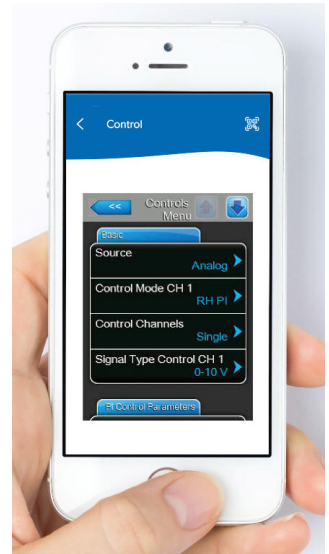 Control
<<
Controls
Menu
Basic
Source
Analog
Control Mode CH 1
RH PI
Control Channels
Single
Signal Type Control CH 1
0-10 V
PI Control Parameters